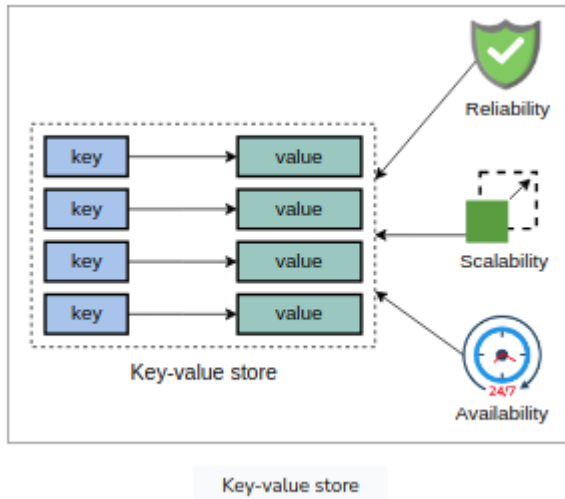 Reliability
key value
key value
key value
key value
Scalability
Key-value store
24/7
Availability
Key-value store